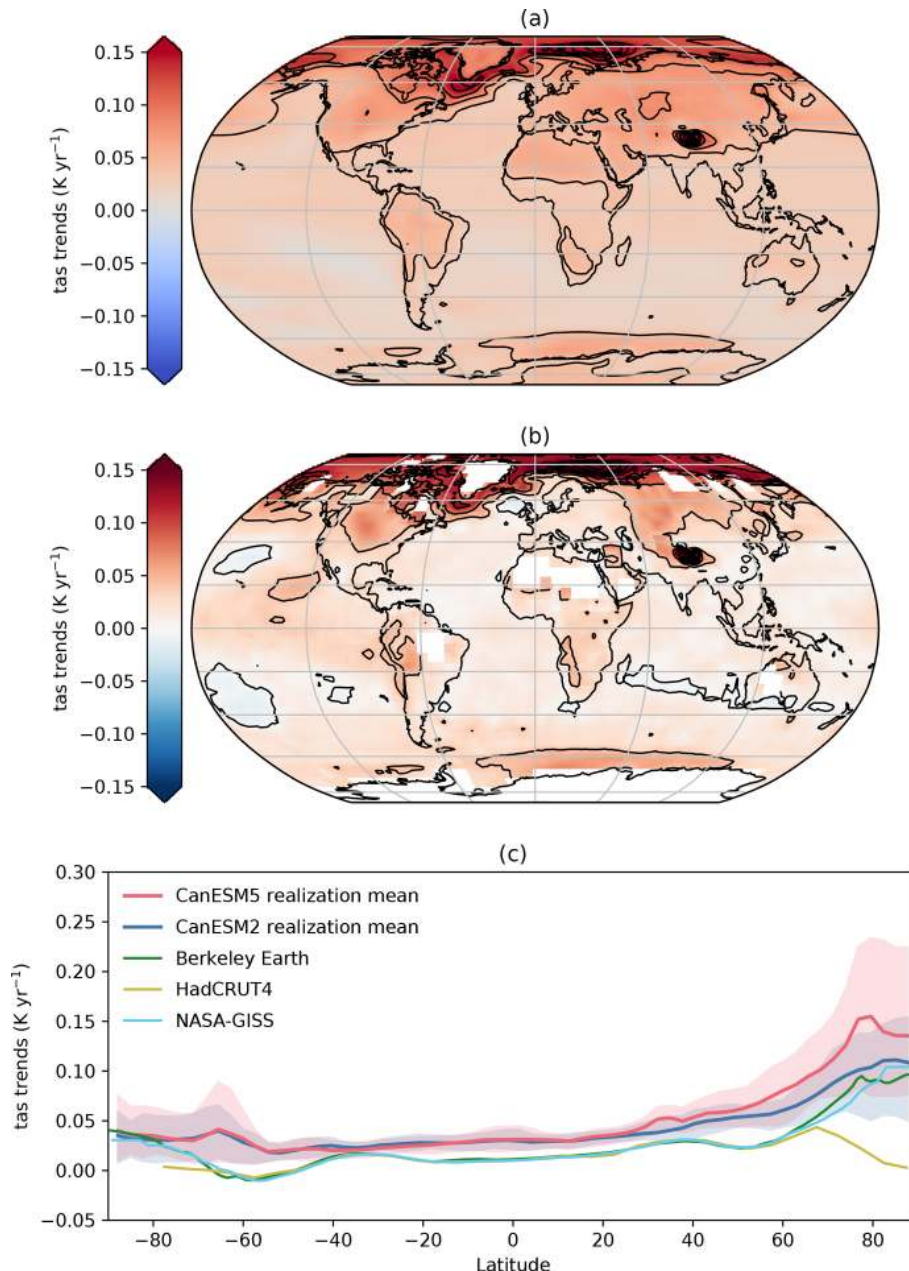 (a)
0.15
0.10
0.05
0.00
−0.05
−0.10
−0.15
tas trends (K yr⁻¹)
(b)
0.15
0.10
0.05
0.00
−0.05
−0.10
−0.15
tas trends (K yr⁻¹)
(c)
0.30
0.25
0.20
0.15
0.10
0.05
0.00
−0.05
tas trends (K yr⁻¹)
CanESM5 realization mean
CanESM2 realization mean
Berkeley Earth
HadCRUT4
NASA-GISS
−80 −60 −40 −20 0 20 40 60 80
Latitude